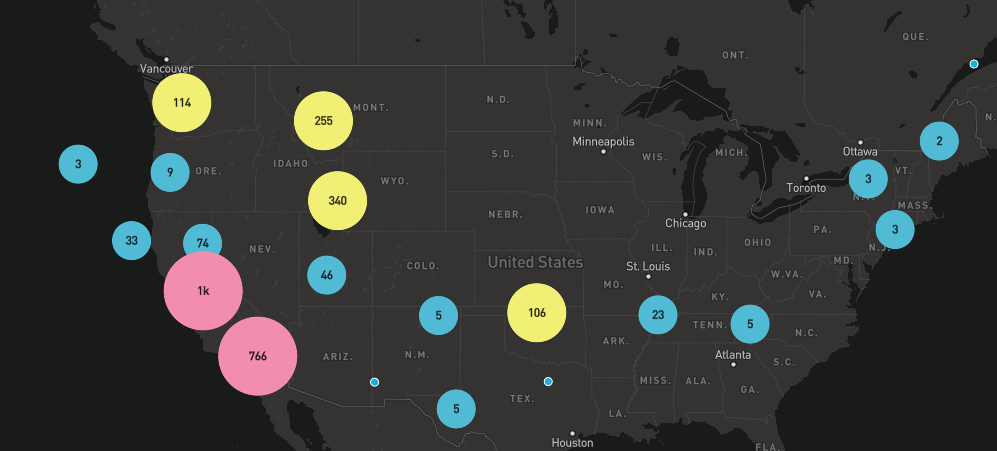 QUE.
ONT.
Vancouver
114
MONT.
N.D.
MINN.
255
Minneapolis
2
3
9
ORE.
IDAHO
WYO.
S.D.
WIS.
MICH.
Ottawa
Toronto
3
VT.
340
NEBR.
IOWA
Chicago
MASS.
33
74
NEV.
PA.
3
N.J.
ILL.
IND.
OHIO
MD.
1k
46
COLO.
United States
St. Louis
MO.
W.VA.
KY.
VA.
5
106
23
TENN.
5
N.C.
766
ARIZ.
N.M.
ARK.
Atlanta
S.C.
MISS.
ALA.
GA.
TEX.
5
LA.
Houston
FLA.